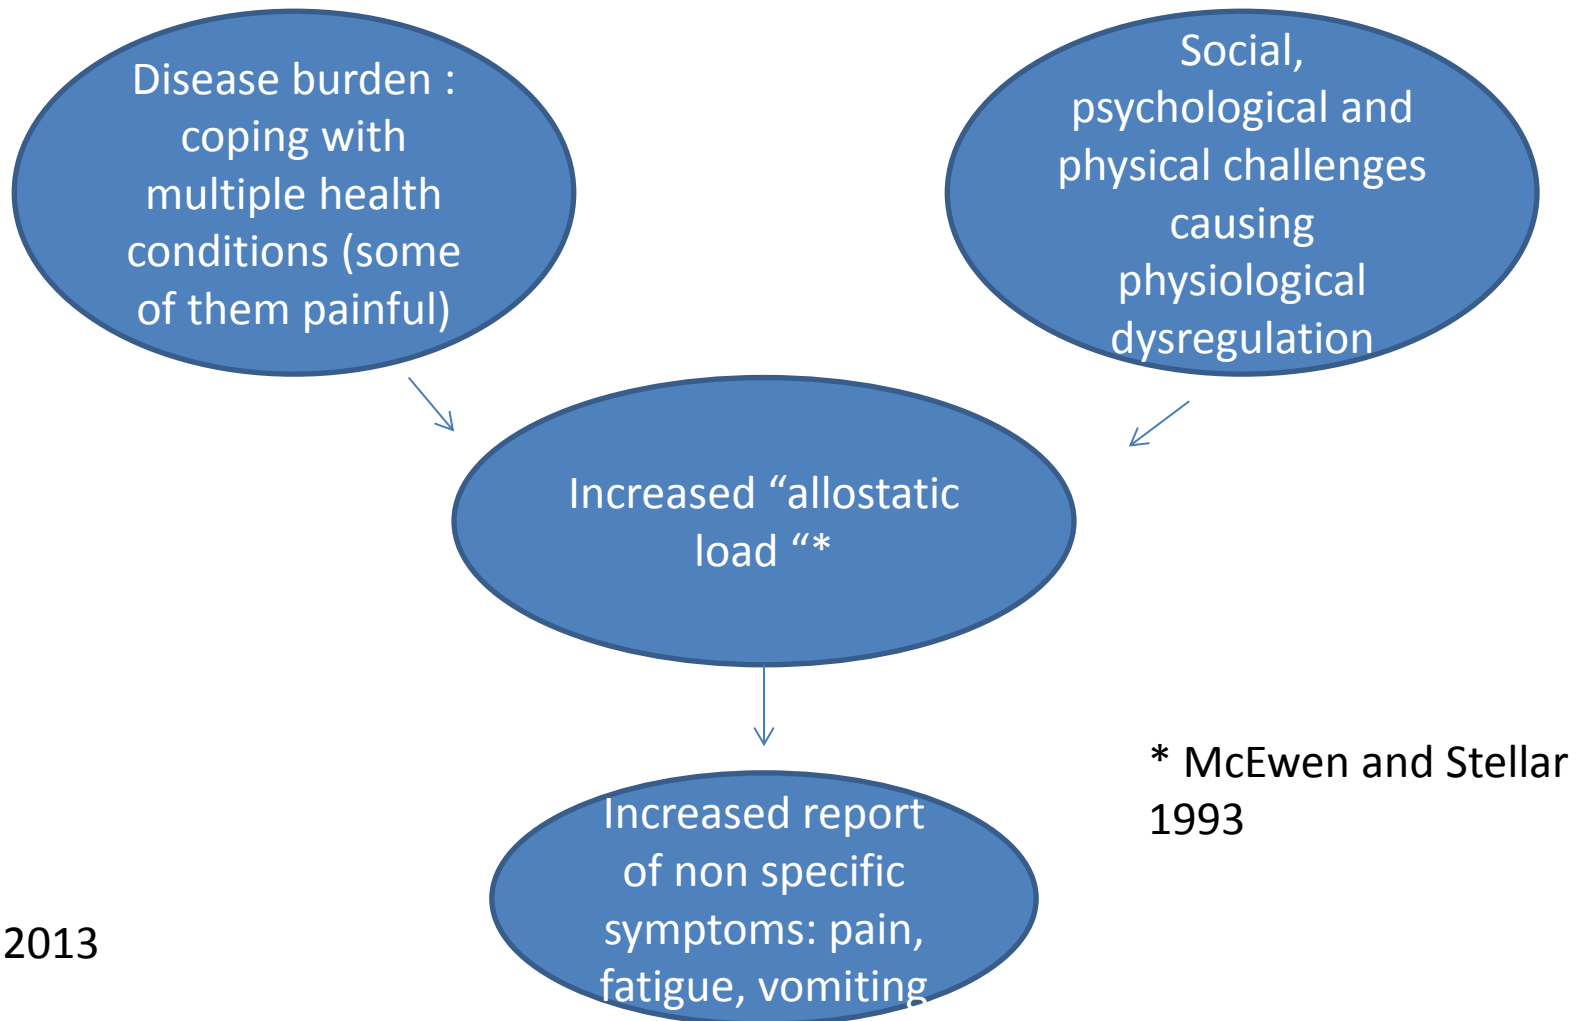 Disease burden :
coping with
multiple health
conditions (some
of them painful)
Social,
psychological and
physical challenges
causing
physiological
dysregulation
Increased “allostatic
load “*
* McEwen and Stellar
1993
Increased report
of non specific
symptoms: pain,
fatigue, vomiting
2013